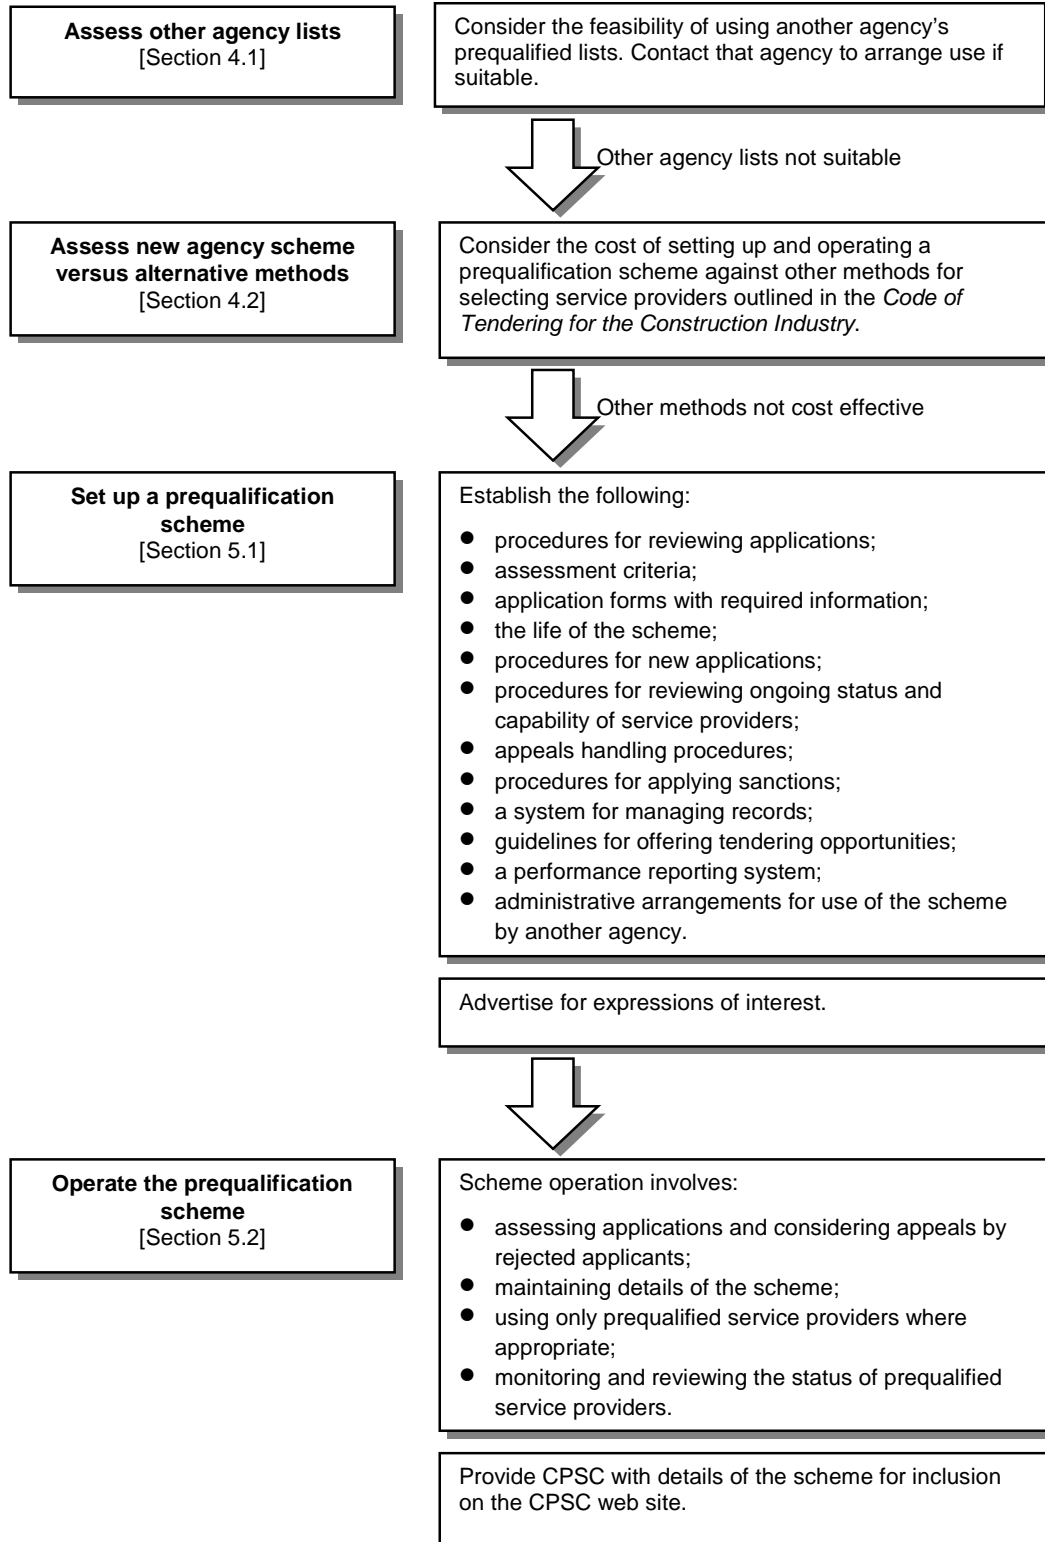 Assess other agency lists
[Section 4.1]
Consider the feasibility of using another agency's
prequalified lists. Contact that agency to arrange use if
suitable.
Other agency lists not suitable
Assess new agency scheme
versus alternative methods
[Section 4.2]
Consider the cost of setting up and operating a
prequalification scheme against other methods for
selecting service providers outlined in the Code of
Tendering for the Construction Industry.
Other methods not cost effective
Set up a prequalification
scheme
[Section 5.1]
Establish the following:
● procedures for reviewing applications;
● assessment criteria;
● application forms with required information;
● the life of the scheme;
● procedures for new applications;
● procedures for reviewing ongoing status and
capability of service providers;
● appeals handling procedures;
● procedures for applying sanctions;
● a system for managing records;
● guidelines for offering tendering opportunities;
● a performance reporting system;
● administrative arrangements for use of the scheme
by another agency.
Advertise for expressions of interest.
Operate the prequalification
scheme
[Section 5.2]
Scheme operation involves:
● assessing applications and considering appeals by
rejected applicants;
● maintaining details of the scheme;
● using only prequalified service providers where
appropriate;
● monitoring and reviewing the status of prequalified
service providers.
Provide CPSC with details of the scheme for inclusion
on the CPSC web site.